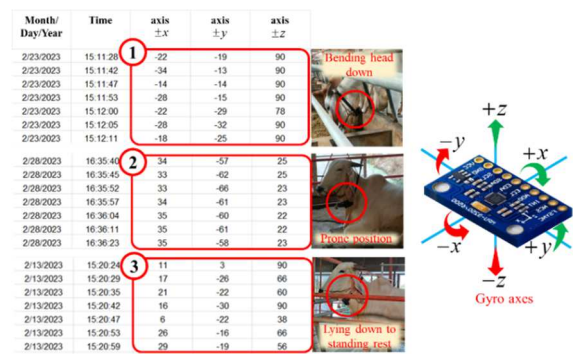 Month/ Time axis axis axis
Day/Year ±x ±y ±z
1
2/23/2023 15:11:28 -22 -19 90
2/23/2023 15:11:42 -34 -13 90
2/23/2023 15:11:47 -14 -14 90
2/23/2023 15:11:53 -28 -15 90
2/23/2023 15:12:00 -22 -29 78
2/23/2023 15:12:05 -28 -32 90
2/23/2023 15:12:11 -18 -25 90
Bending head
down
2
2/28/2023 16:35:40 34 -57 25
2/28/2023 16:35:45 33 -62 25
2/28/2023 16:35:52 33 -66 23
2/28/2023 16:35:57 34 -61 23
2/28/2023 16:36:04 35 -60 22
2/28/2023 16:36:11 35 -61 22
2/28/2023 16:36:23 35 -58 23
Prone position
3
2/13/2023 15:20:24 11 3 90
2/13/2023 15:20:29 17 -26 66
2/13/2023 15:20:35 21 -22 60
2/13/2023 15:20:42 16 -30 90
2/13/2023 15:20:47 6 -22 38
2/13/2023 15:20:53 26 -16 66
2/13/2023 15:20:59 29 -19 56
Lying down to
standing rest
+z
-y
+x
-x
+y
-z
Gyro axes